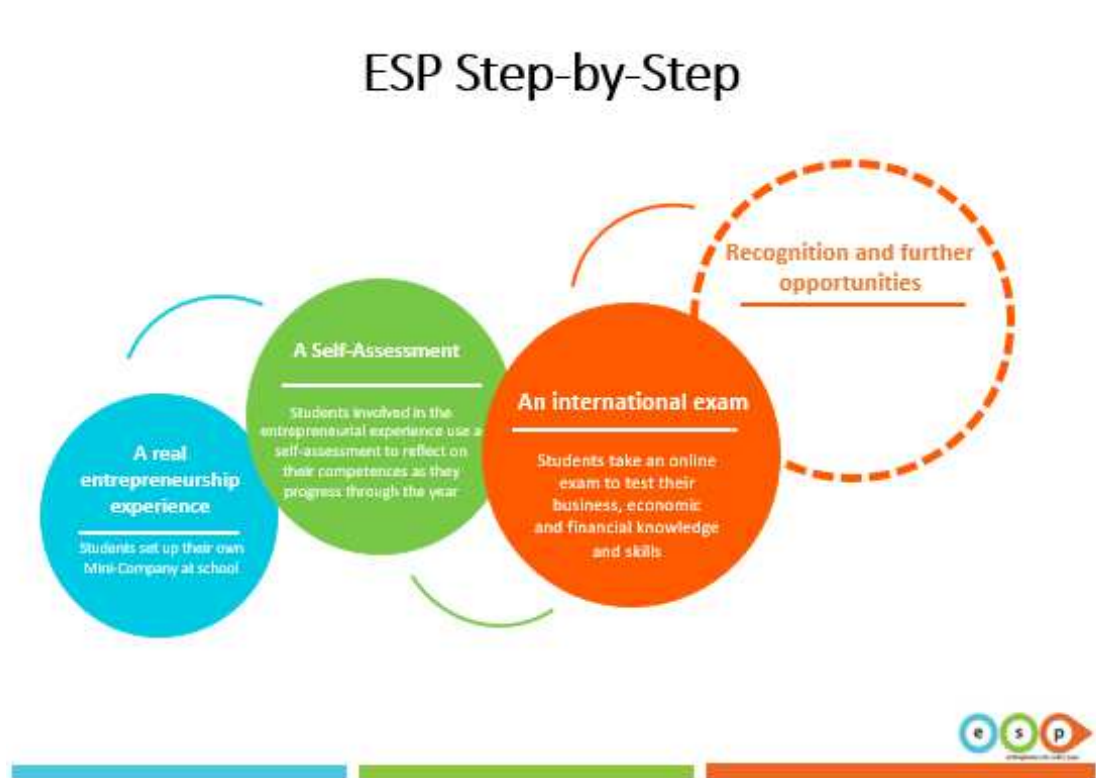 ESP Step-by-Step
A real
entrepreneurship
experience
Students set up their own
Mini-Company at school
A Self-Assessment
Students involved in the
entrepreneurial experience use a
self-assessment to reflect on
their competences as they
progress through the year
An international exam
Students take an online
exam to test their
business, economic
and financial knowledge
and skills
Recognition and further
opportunities
e s p